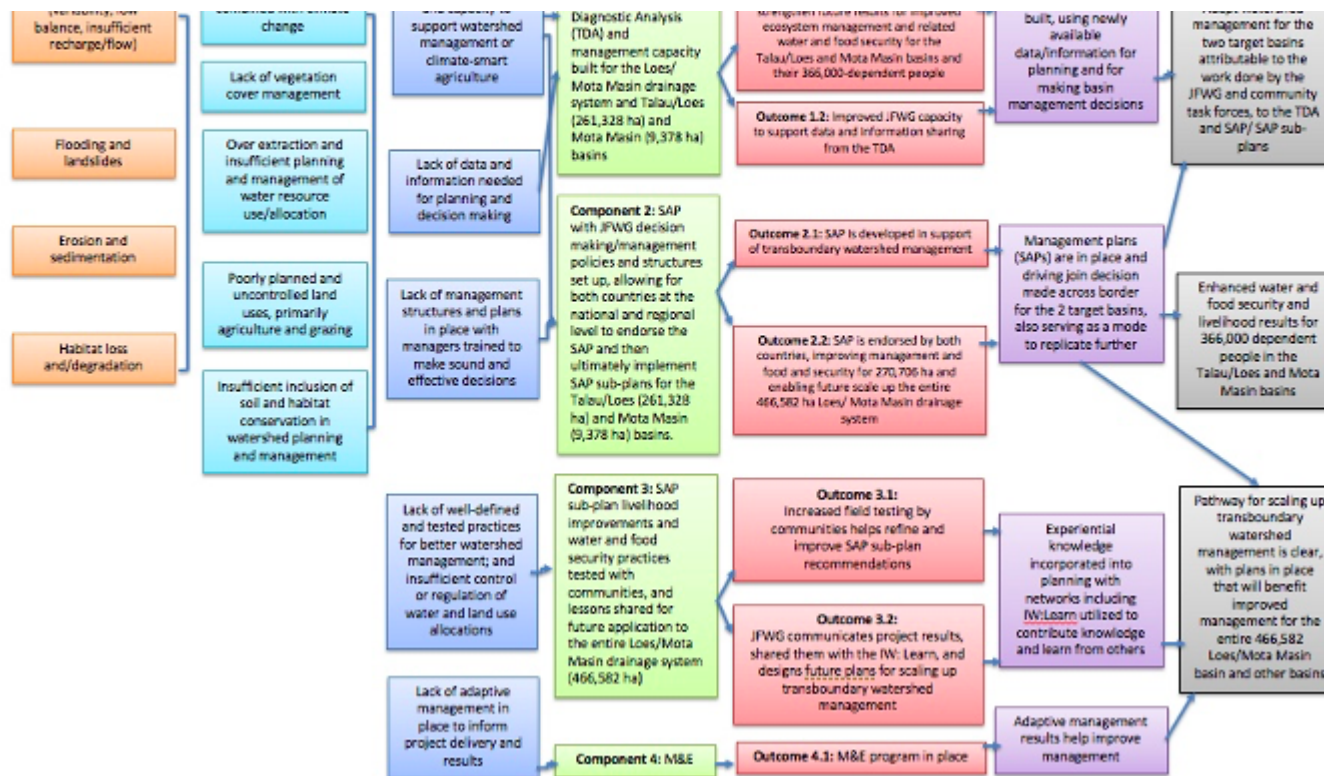 balance, insufficient
recharge/flow)
Flooding and
landslides
Erosion and
sedimentation
Habitat loss
and/degradation
change
Lack of vegetation
cover management
Over extraction and
insufficient planning
and management of
water resource
use/allocation
Poorly planned and
uncontrolled land
uses, primarily
agriculture and grazing
Insufficient inclusion of
soil and habitat
conservation in
watershed planning
and management
and capacity to
support watershed
management or
climate-smart
agriculture
Lack of data and
information needed
for planning and
decision making
Lack of management
structures and plans
in place with
managers trained to
make sound and
effective decisions
Lack of well-defined
and tested practices
for better watershed
management; and
insufficient control
or regulation of
water and land use
allocations
Lack of adaptive
management in
place to inform
project delivery and
results
Diagnostic Analysis
(TDA) and
management capacity
built for the Loes/
Mota Masin drainage
system and Talau/Loes
(261,328 ha) and
Mota Masin (9,378 ha)
basins
Component 2: SAP
with JFWG decision
making/management
policies and structures
set up, allowing for
both countries at the
national and regional
level to endorse the
SAP and then
ultimately implement
SAP sub-plans for the
Talau/Loes (261,328
ha) and Mota Masin
(9,378 ha) basins.
Component 3: SAP
sub-plan livelihood
improvements and
water and food
security practices
tested with
communities, and
lessons shared for
future application to
the entire Loes/Mota
Masin drainage system
(466,582 ha)
Component 4: M&E
strengthen future results for improved
ecosystem management and related
water and food security for the
Talau/Loes and Mota Masin basins and
their 366,000-dependent people
Outcome 1.2: Improved JFWG capacity
to support data and information sharing
from the TDA
Outcome 2.1: SAP is developed in support
of transboundary watershed management
Outcome 2.2: SAP is endorsed by both
countries, improving management and
food and security for 270,706 ha and
enabling future scale up the entire
466,582 ha Loes/ Mota Masin drainage
system
Outcome 3.1:
Increased field testing by
communities helps refine and
improve SAP sub-plan
recommendations
Outcome 3.2:
JFWG communicates project results,
shared them with the IW: Learn, and
designs future plans for scaling up
transboundary watershed
management
Outcome 4.1: M&E program in place
built, using newly
available
data/information for
planning and for
making basin
management decisions
Management plans
(SAPs) are in place and
driving join decision
made across border
for the 2 target basins,
also serving as a mode
to replicate further
Experiential
knowledge
incorporated into
planning with
networks including
IW:Learn utilized to
contribute knowledge
and learn from others
Adaptive management
results help improve
management
management for the
two target basins
attributable to the
work done by the
JFWG and community
task forces, to the TDA
and SAP/ SAP sub-
plans
Enhanced water and
food security and
livelihood results for
366,000 dependent
people in the
Talau/Loes and Mota
Masin basins
Pathway for scaling up
transboundary
watershed
management is clear,
with plans in place
that will benefit
improved
management for the
entire 466,582
Loes/Mota Masin
basin and other basins